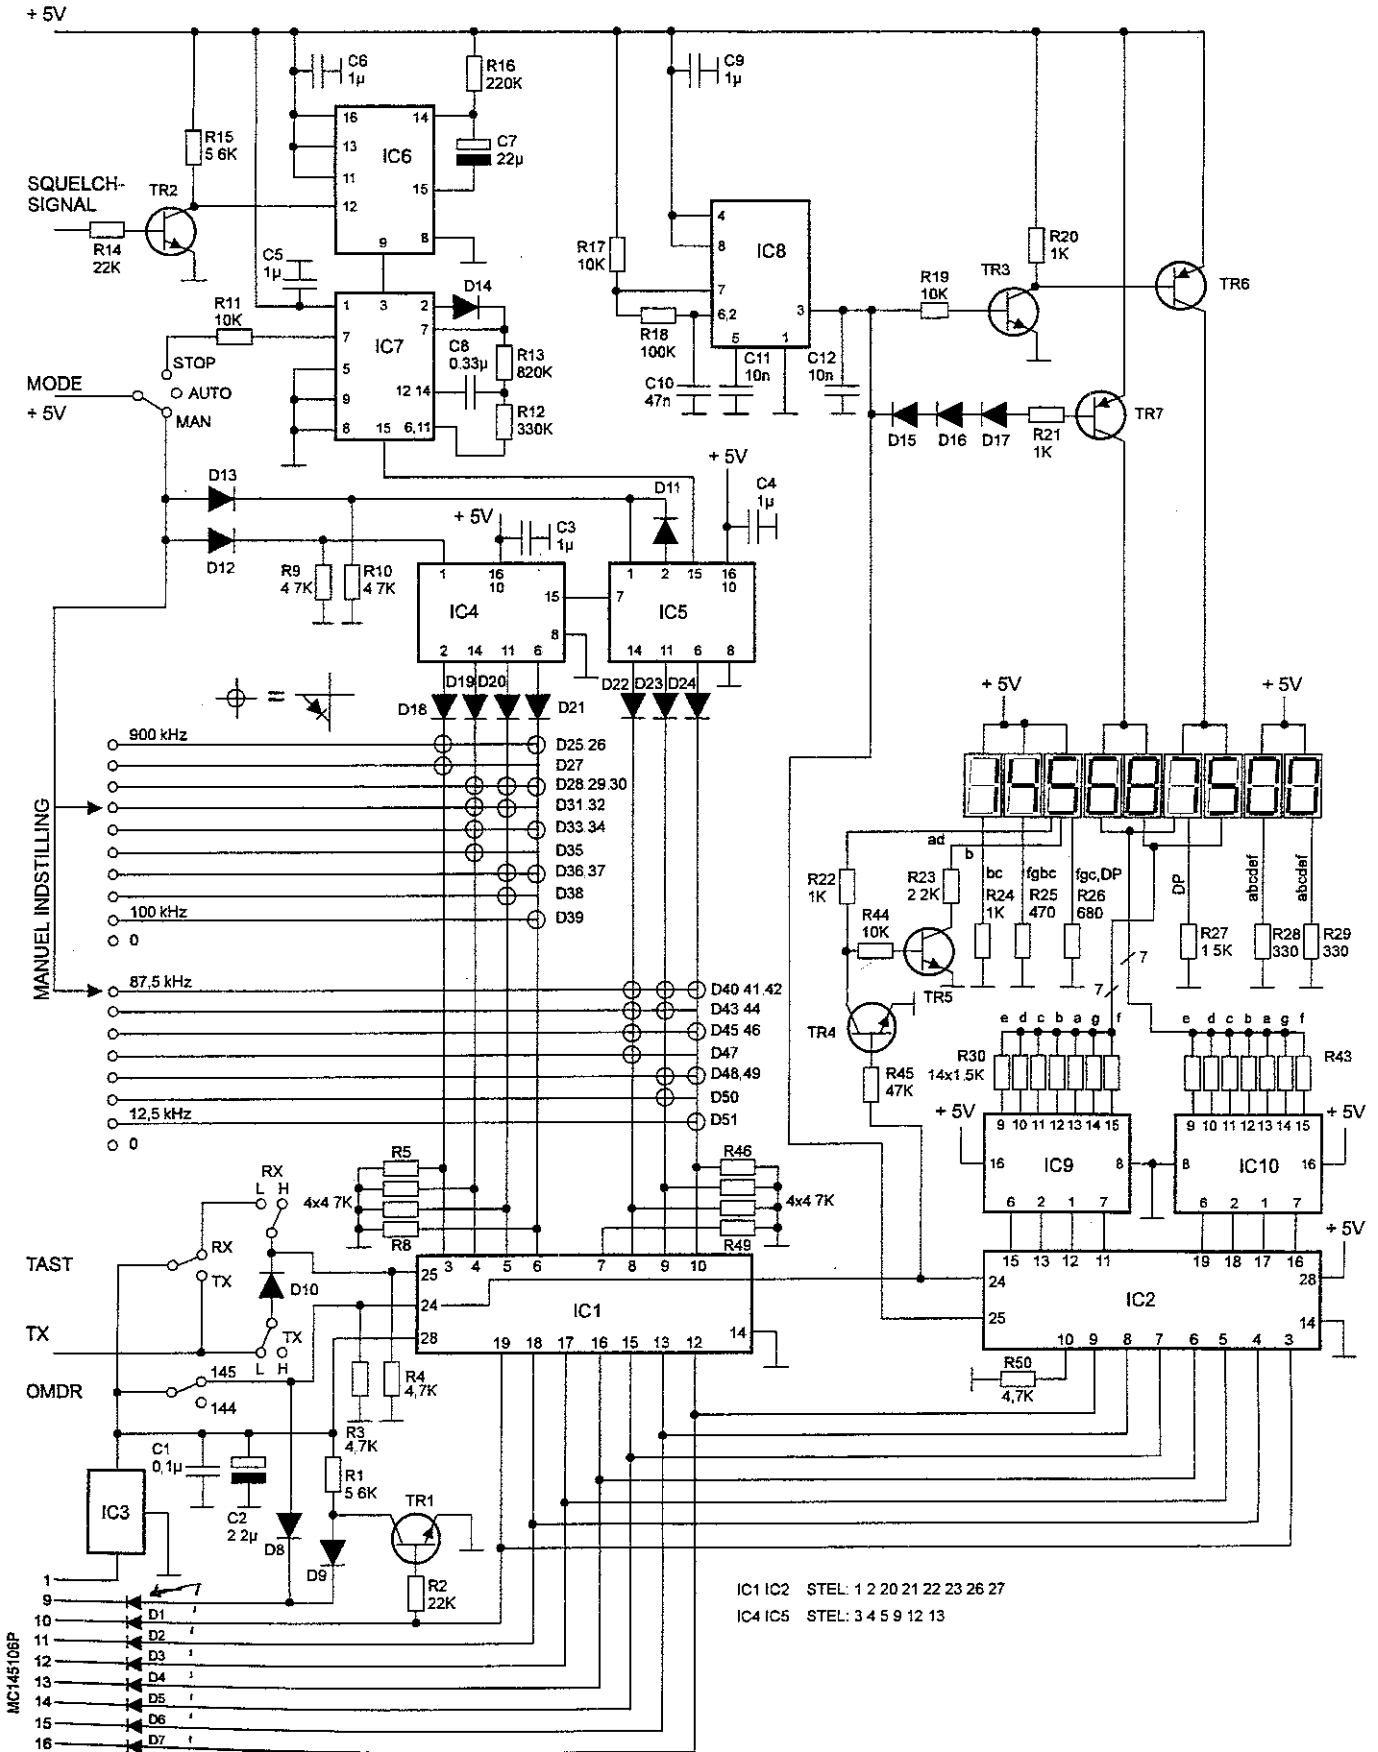 + 5V
C6
1µ
R16
220K
C9
1µ
R15
5 6K
16
14
13
IC6
C7
22µ
11
15
12
9
8
SQUELCH-
SIGNAL
TR2
R14
22K
C5
1µ
R17
10K
4
8
IC8
7
6,2
3
5
1
R18
100K
C10
47n
C11
10n
C12
10n
R19
10K
TR3
R20
1K
TR6
R11
10K
1
3
2
D14
7
7
IC7
5
12 14
9
8
15
6,11
C8
0.33µ
R13
820K
R12
330K
STOP
AUTO
MAN
MODE
+ 5V
D15
D16
D17
R21
1K
TR7
D13
D12
D11
+ 5V
C4
1µ
+ 5V
C3
1µ
R9
4 7K
R10
4 7K
1
16
10
15
IC4
8
2
14
11
6
1
2
15
16
10
7
IC5
14
11
6
8
D18
D19
D20
D21
D22
D23
D24
=
MANUEL INDSTILLING
900 kHz
D25.26
D27
D28.29.30
D31.32
D33.34
D35
D36,37
D38
100 kHz
D39
0
87,5 kHz
D40 41,42
D43 44
D45 46
D47
D48,49
D50
12,5 kHz
D51
0
+ 5V
+ 5V
ad
b
R22
1K
R23
2 2K
bc
R24
1K
fgbc
R25
470
fgc,DP
R26
680
DP
R27
1 5K
abcdef
R28
330
abcdef
R29
330
R44
10K
TR5
TR4
R45
47K
7
7
e d c b a g f
e d c b a g f
R30
14x1.5K
R43
+ 5V
+ 5V
9 10 11 12 13 14 15
16
IC9
8
6 2 1 7
9 10 11 12 13 14 15
8
IC10
16
6 2 1 7
R5
4x4 7K
R8
R46
4x4 7K
R49
RX
L H
TAST
RX
TX
D10
TX
TX
L H
OMDR
145
144
25
3 4 5 6 7 8 9 10
24
IC1
28
14
19 18 17 16 15 13 12
15 13 12 11 19 18 17 16
+ 5V
24
28
IC2
25
14
10 9 8 7 6 5 4 3
R50
4,7K
R4
4,7K
R3
4,7K
C1
0,1µ
C2
2 2µ
R1
5 6K
TR1
IC3
D8
D9
R2
22K
MC145106P
1
9
10 D1
11 D2
12 D3
13 D4
14 D5
15 D6
16 D7
IC1 IC2 STEL: 1 2 20 21 22 23 26 27
IC4 IC5 STEL: 3 4 5 9 12 13